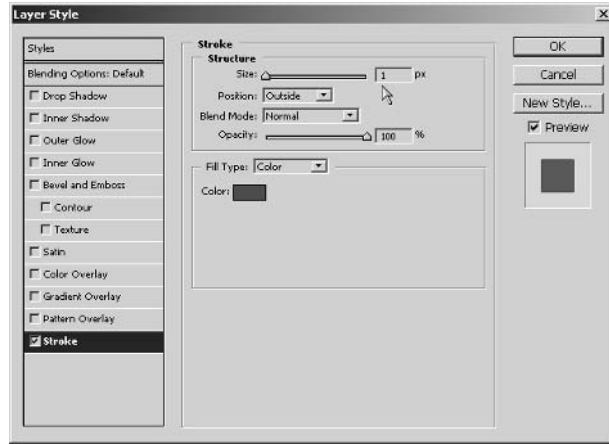 Layer Style
Styles
Blending Options: Default
Drop Shadow
Inner Shadow
Outer Glow
Inner Glow
Bevel and Emboss
Contour
Texture
Satin
Color Overlay
Gradient Overlay
Pattern Overlay
Stroke
Stroke
Structure
Size: 1 px
Position: Outside
Blend Mode: Normal
Opacity: 100 %
Fill Type: Color
Color:
OK
Cancel
New Style...
Preview